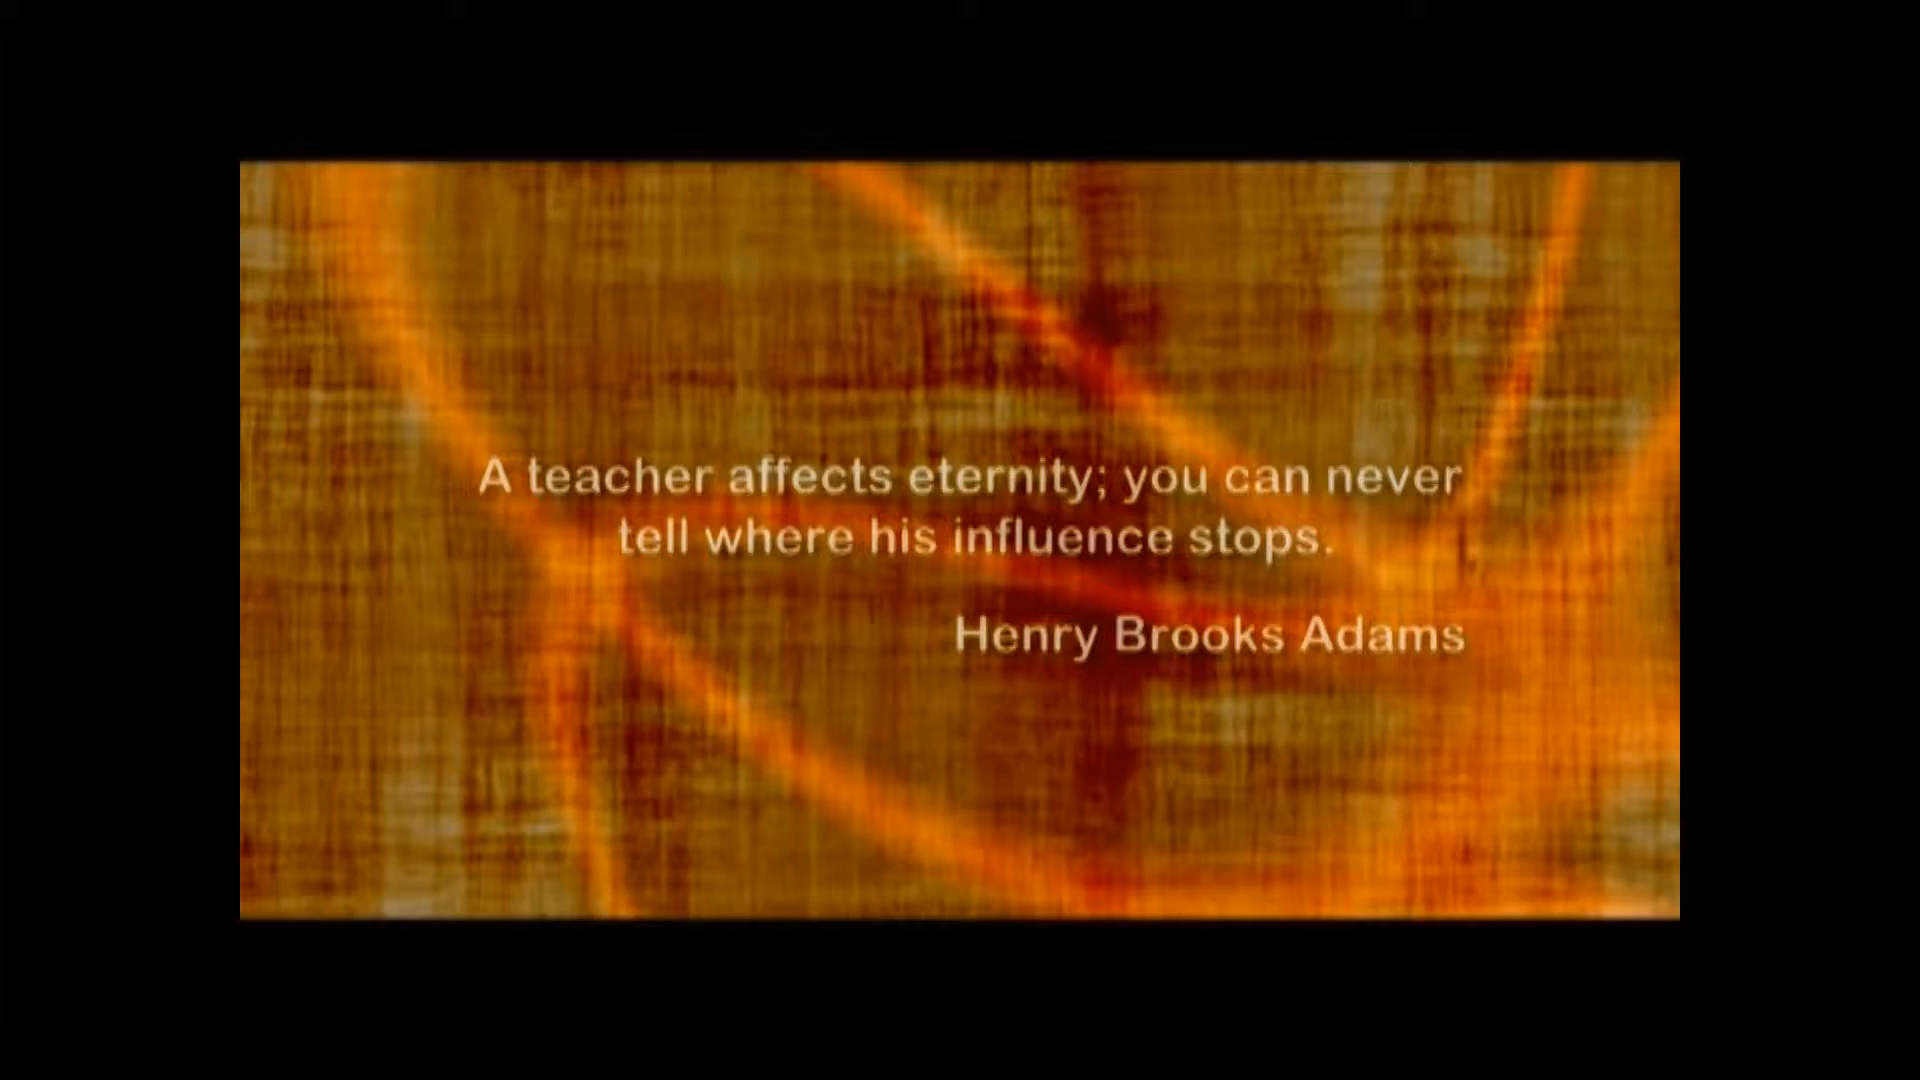 A teacher affects eternity; you can never
tell where his influence stops.
Henry Brooks Adams